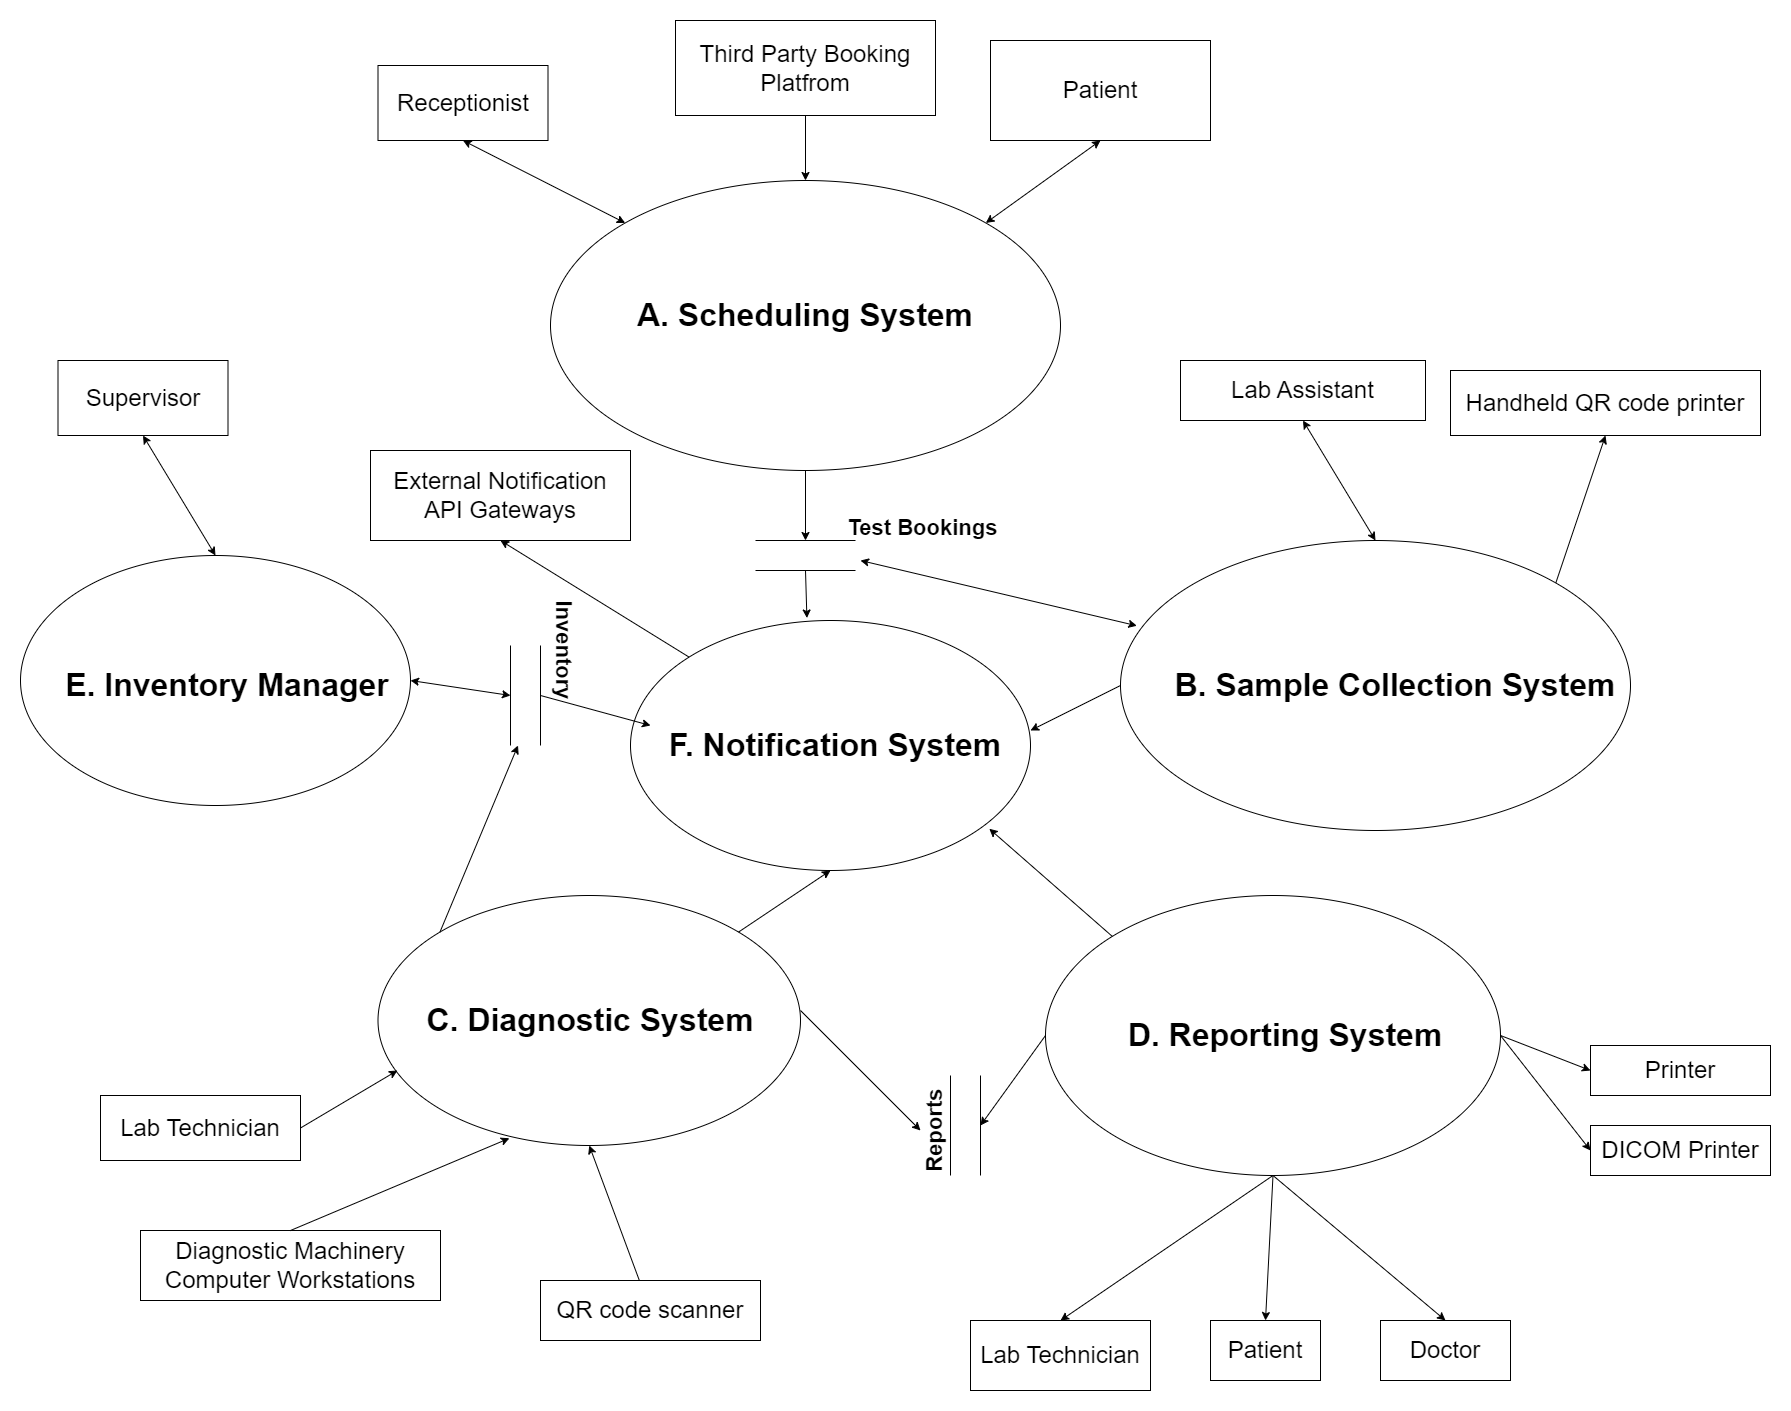 Third Party Booking
Platfrom
Receptionist
Patient
A. Scheduling System
Supervisor
Lab Assistant
Handheld QR code printer
External Notification
API Gateways
Test Bookings
Inventory
E. Inventory Manager
F. Notification System
B. Sample Collection System
C. Diagnostic System
D. Reporting System
Printer
Reports
Lab Technician
DICOM Printer
Diagnostic Machinery
Computer Workstations
QR code scanner
Lab Technician
Patient
Doctor